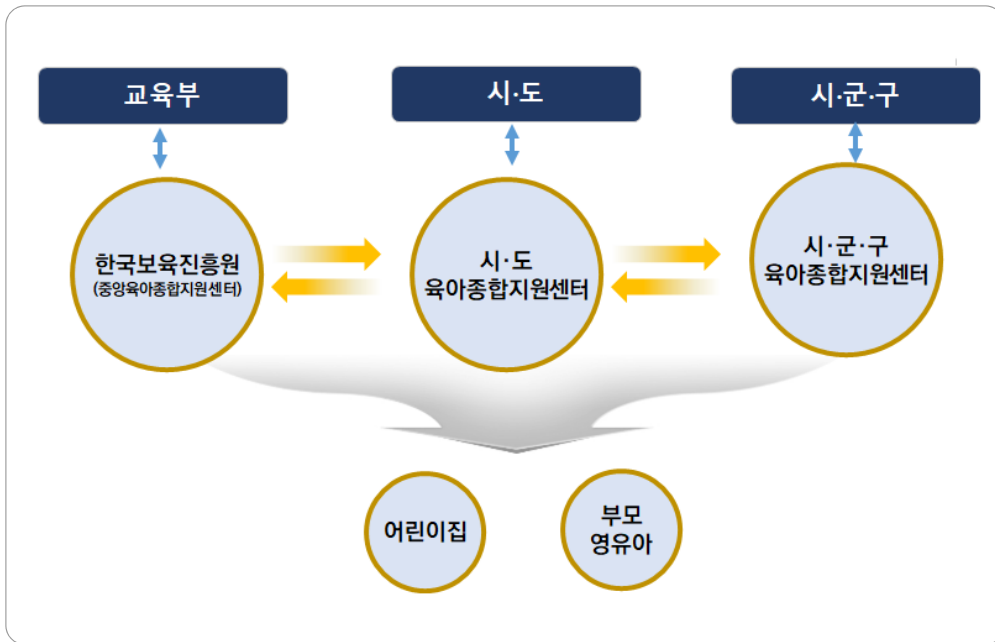 교육부
시·도
시·군·구
한국보육진흥원
(중앙육아종합지원센터)
시·도
육아종합지원센터
시·군·구
육아종합지원센터
어린이집
부모
영유아